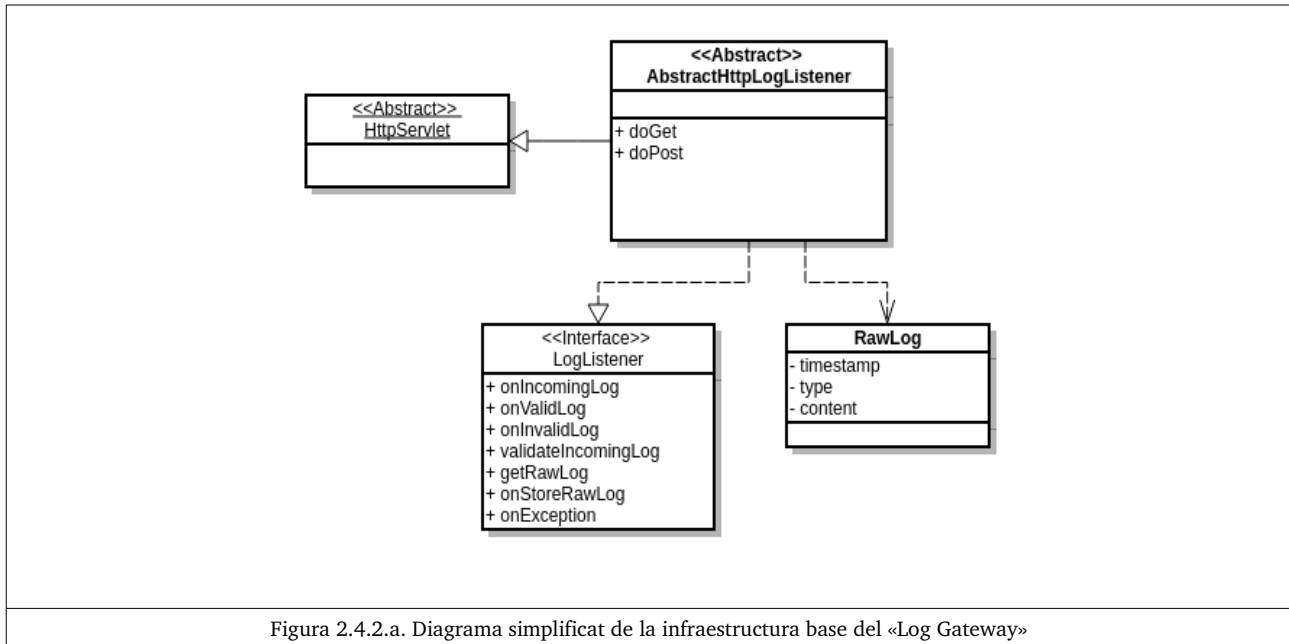 <<Abstract>>
AbstractHttpLogListener
+ doGet
+ doPost
<<Abstract>>
HttpServlet
<<Interface>>
LogListener
+ onIncomingLog
+ onValidLog
+ onInvalidLog
+ validateIncomingLog
+ getRawLog
+ onStoreRawLog
+ onException
RawLog
- timestamp
- type
- content
Figura 2.4.2.a. Diagrama simplificat de la infraestructura base del «Log Gateway»